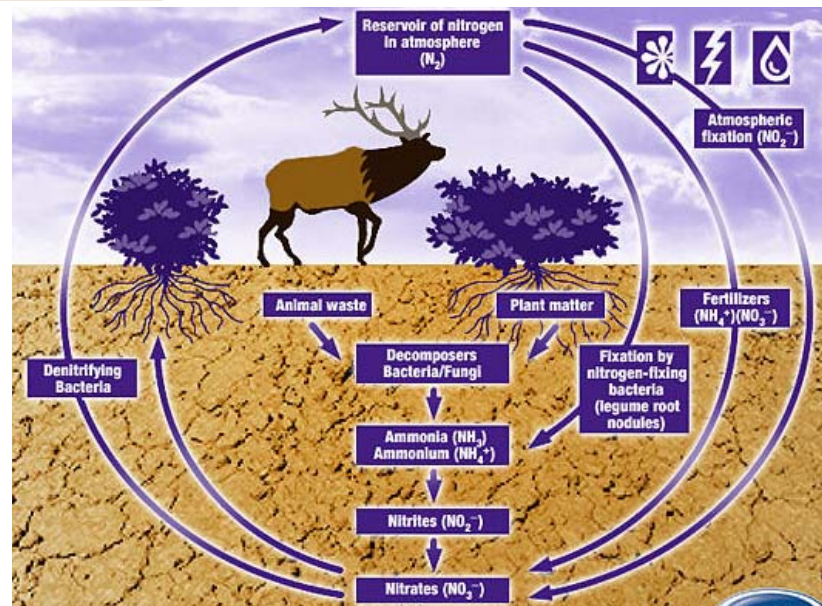 Reservoir of nitrogen
in atmosphere
(N₂)
Atmospheric
fixation (NO₂⁻)
Animal waste
Plant matter
Fertilizers
(NH₄⁺)(NO₃⁻)
Decomposers
Bacteria/Fungi
Fixation by
nitrogen-fixing
bacteria
(legume root
nodules)
Denitrifying
Bacteria
Ammonia (NH₃)
Ammonium (NH₄⁺)
Nitrites (NO₂⁻)
Nitrates (NO₃⁻)